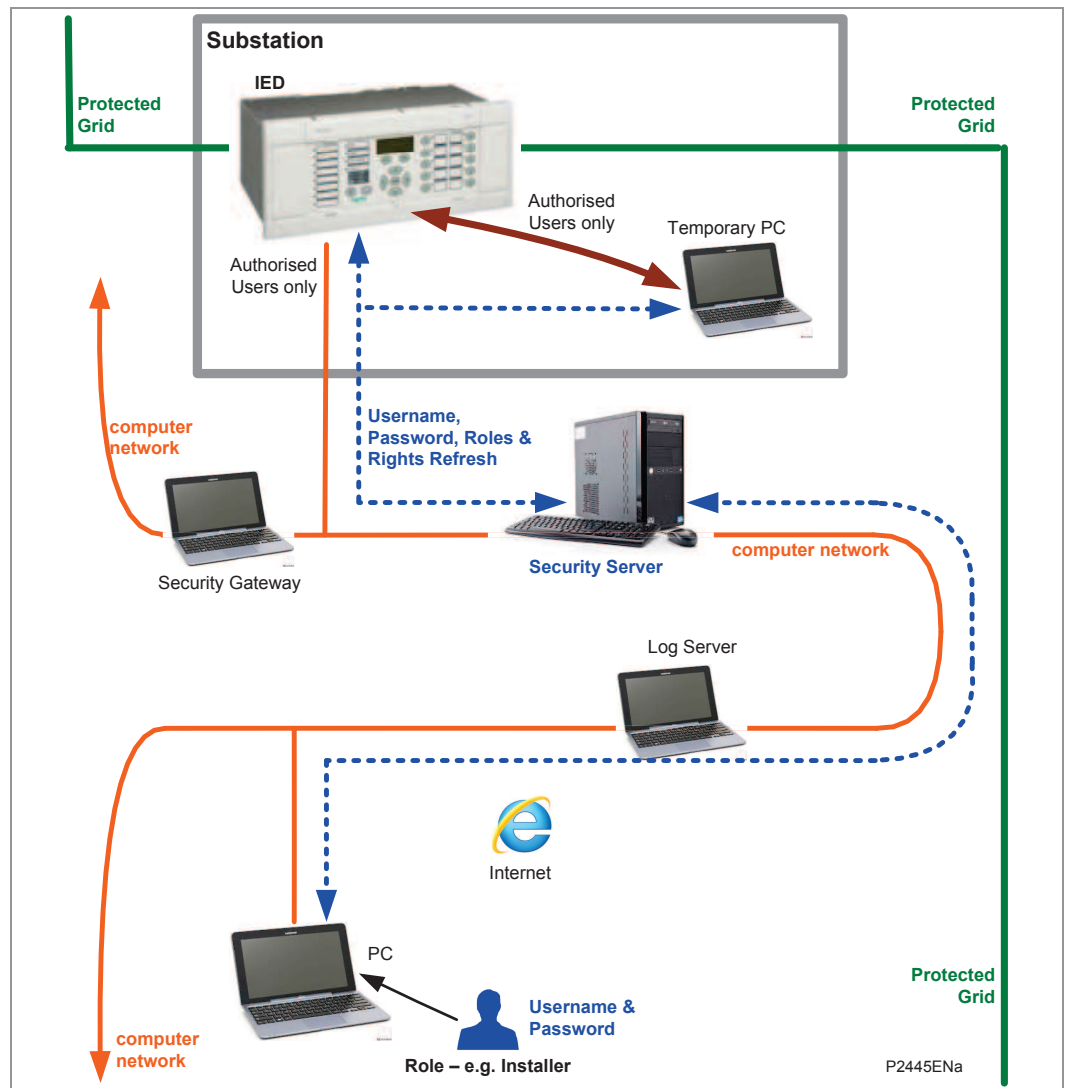 Substation
IED
Protected
Grid
Protected
Grid
Authorised
Users only
Temporary PC
Authorised
Users only
Username,
Password, Roles &
Rights Refresh
computer
network
computer network
Security Server
Security Gateway
Log Server
Internet
PC
Protected
Grid
Username &
Password
computer
network
Role – e.g. Installer
P2445ENa